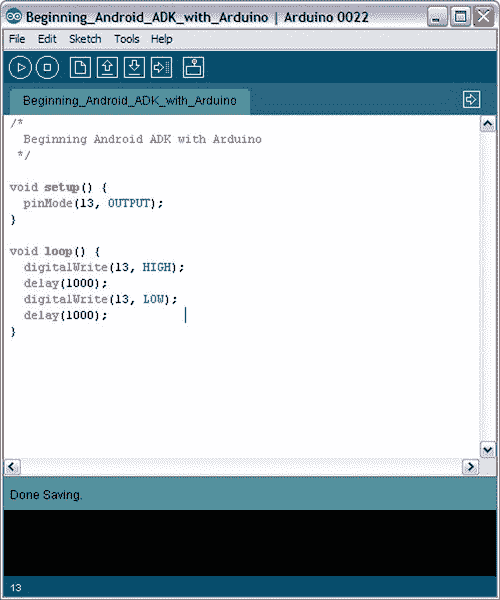 Beginning_Android_ADK_with_Arduino | Arduino 0022
File Edit Sketch Tools Help
Beginning_Android_ADK_with_Arduino
/*
  Beginning Android ADK with Arduino
 */

void setup() {
  pinMode(13, OUTPUT);
}

void loop() {
  digitalWrite(13, HIGH);
  delay(1000);
  digitalWrite(13, LOW);
  delay(1000);
}
Done Saving.
13